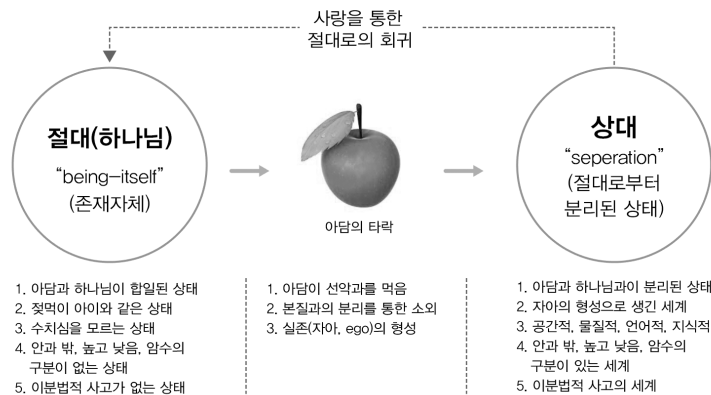 사랑을 통한
절대로의 회귀
절대(하나님)
“being-itself”
(존재자체)
아담의 타락
상대
“seperation”
(절대로부터
분리된 상태)
1. 아담과 하나님이 합일된 상태
2. 젖먹이 아이와 같은 상태
3. 수치심을 모르는 상태
4. 안과 밖, 높고 낮음, 암수의
구분이 없는 상태
5. 이분법적 사고가 없는 상태
1. 아담이 선악과를 먹음
2. 본질과의 분리를 통한 소외
3. 실존(자아, ego)의 형성
1. 아담과 하나님과이 분리된 상태
2. 자아의 형성으로 생긴 세계
3. 공간적, 물질적, 언어적, 지식적
4. 안과 밖, 높고 낮음, 암수의
구분이 있는 세계
5. 이분법적 사고의 세계